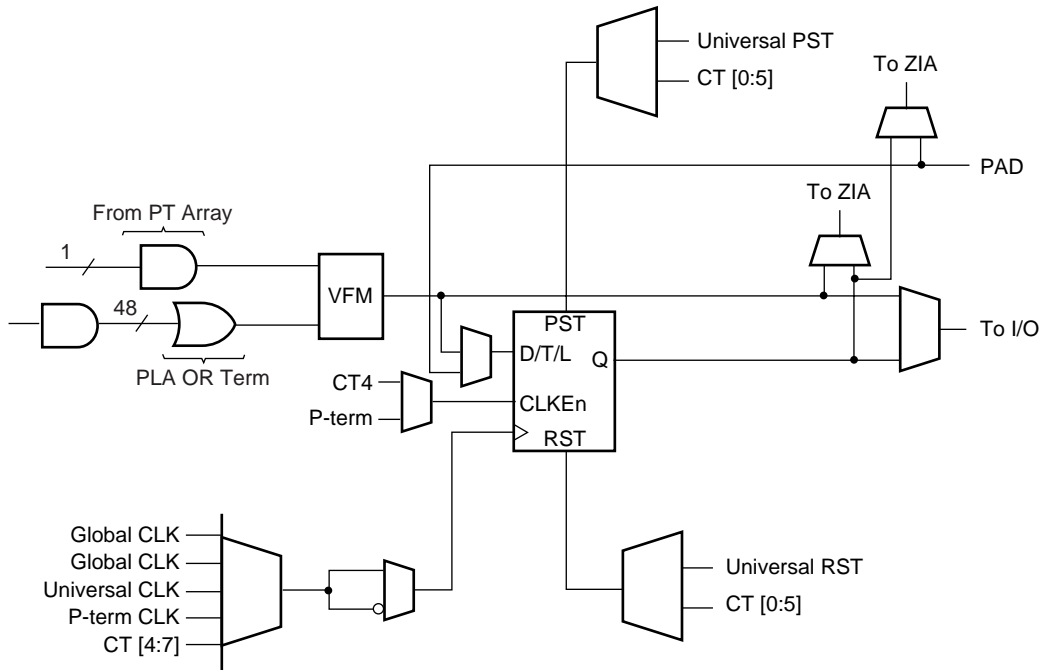 Universal PST
CT [0:5]
To ZIA
PAD
To ZIA
From PT Array
1
VFM
48
PLA OR Term
PST
D/T/L
Q
To I/O
CT4
CLKEn
P-term
RST
Global CLK
Global CLK
Universal CLK
P-term CLK
CT [4:7]
Universal RST
CT [0:5]